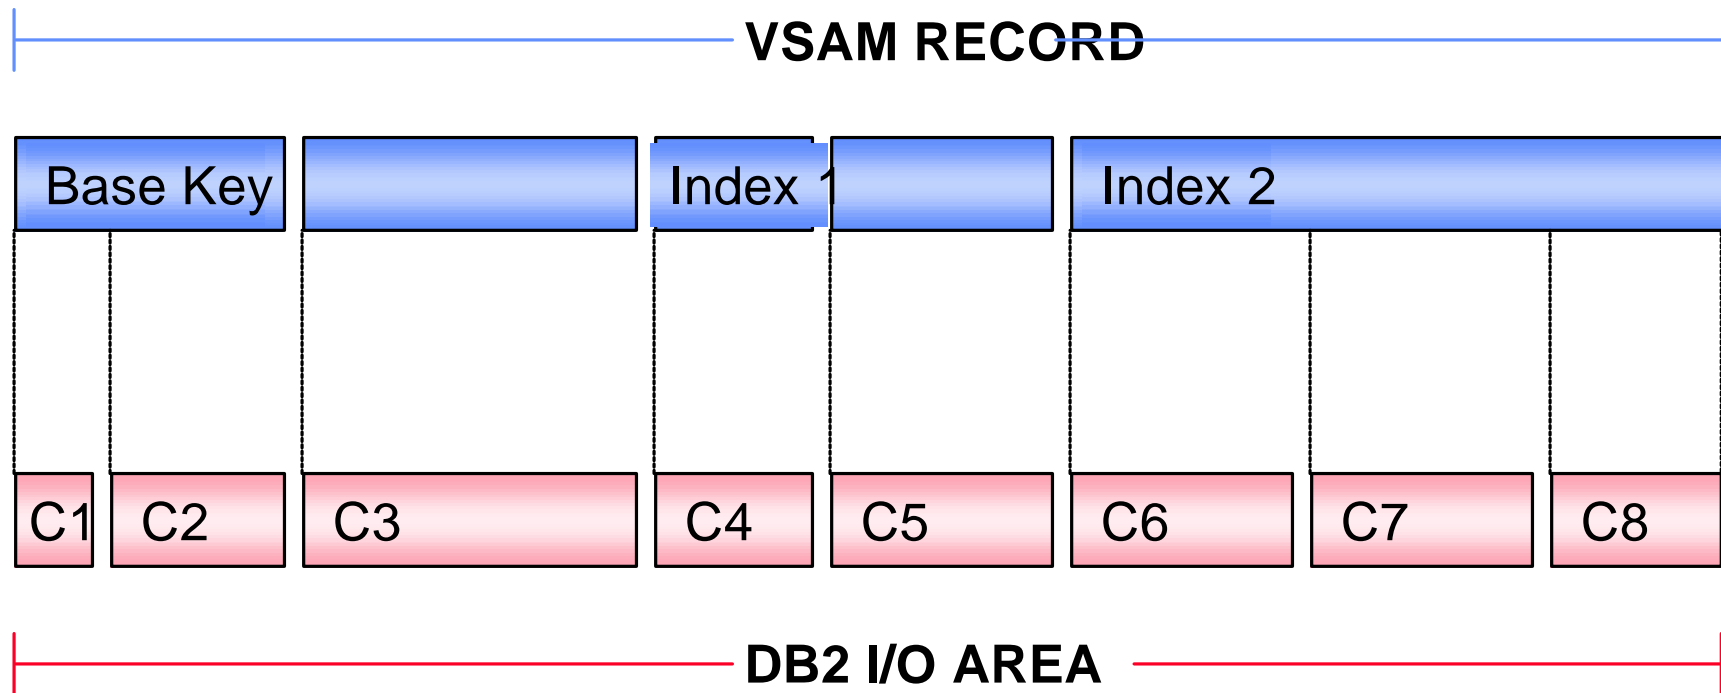 VSAM RECORD
Base Key Index 1 Index 2
C1 C2 C3 C4 C5 C6 C7 C8
DB2 I/O AREA